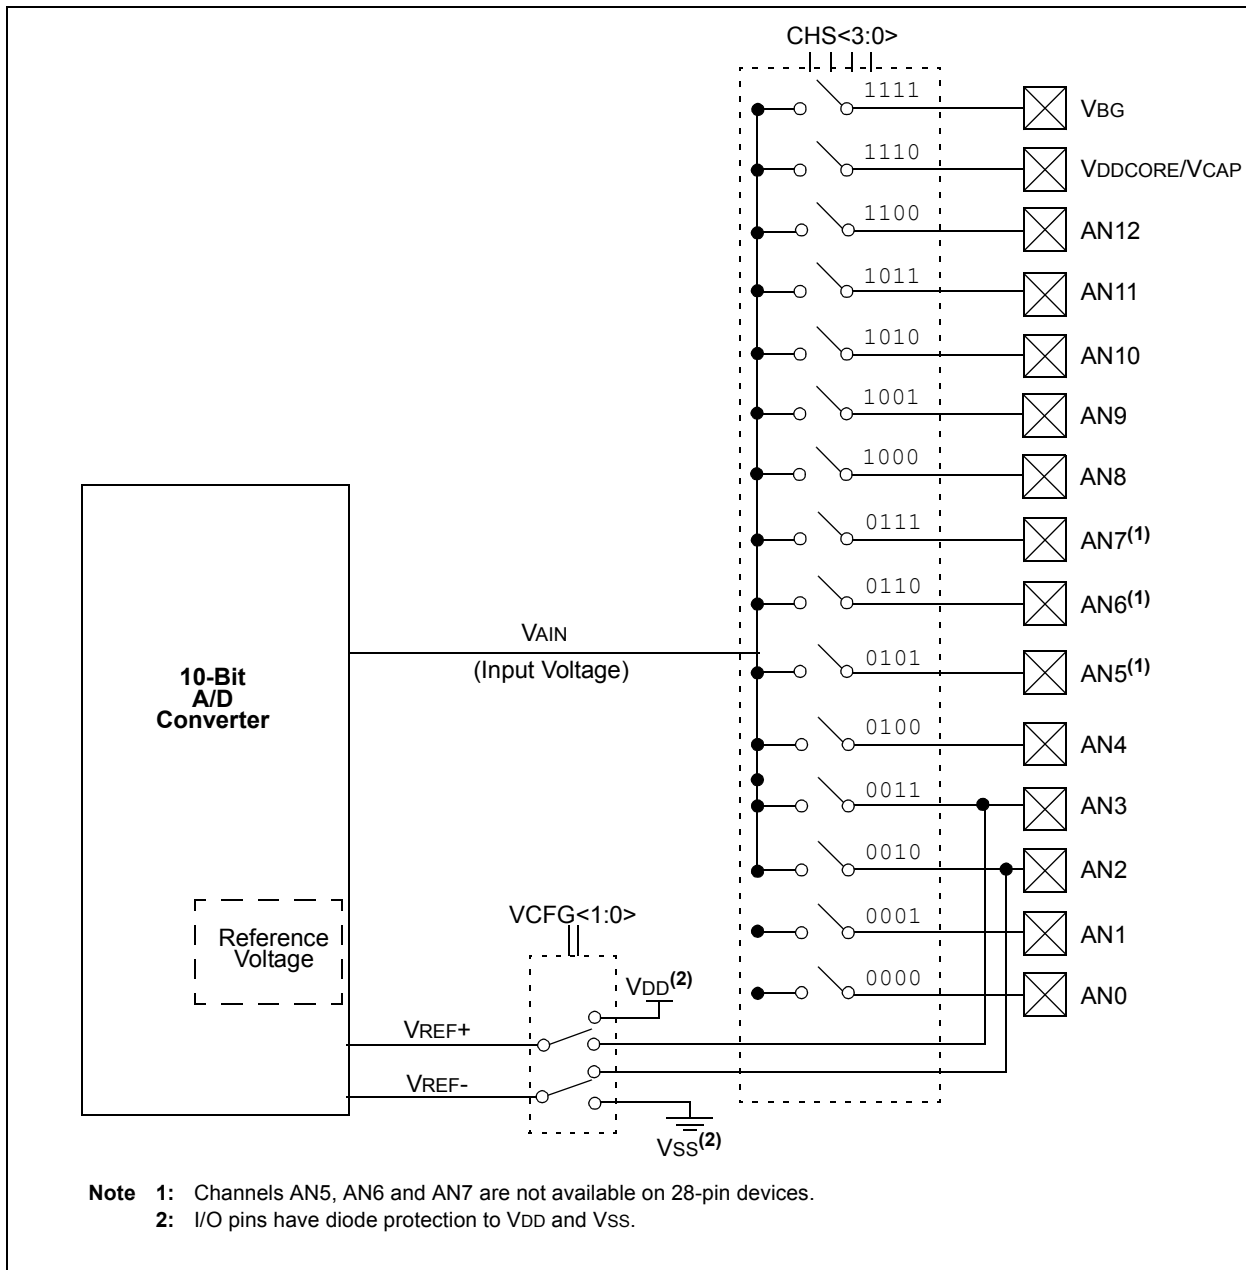 CHS<3:0>
1111
VBG
1110
VDDCORE/VCAP
1100
AN12
1011
AN11
1010
AN10
1001
AN9
1000
AN8
0111
AN7(1)
0110
AN6(1)
VAIN
(Input Voltage)
0101
AN5(1)
10-Bit
A/D
Converter
0100
AN4
0011
AN3
0010
AN2
VCFG<1:0>
0001
AN1
Reference
Voltage
VDD(2)
0000
AN0
VREF+
VREF-
VSS(2)
Note 1: Channels AN5, AN6 and AN7 are not available on 28-pin devices.
2: I/O pins have diode protection to VDD and VSS.